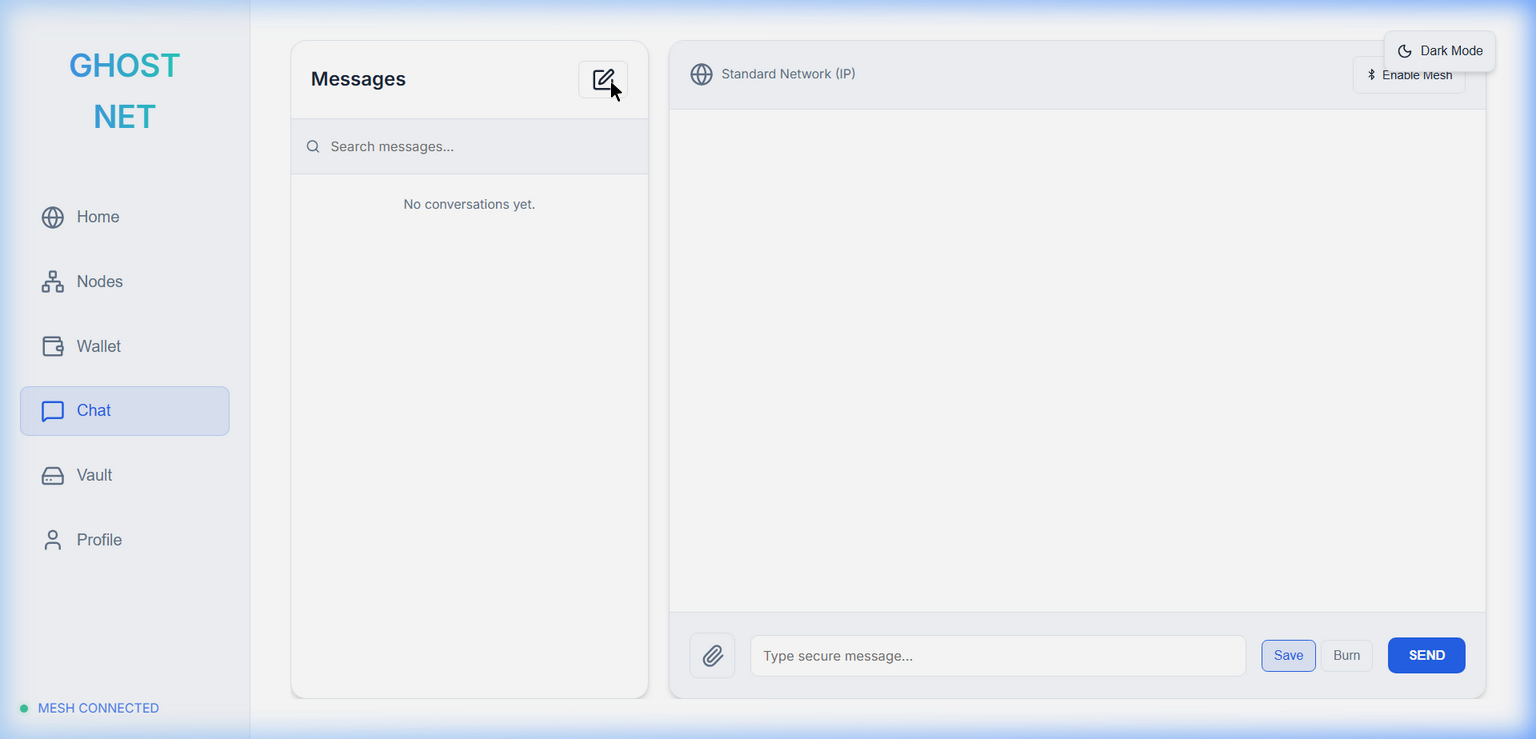 GHOST
NET
Home
Nodes
Wallet
Chat
Vault
Profile
MESH CONNECTED
Messages
Search messages...
No conversations yet.
Standard Network (IP)
Dark Mode
Enable Mesh
Type secure message...
Save
Burn
SEND